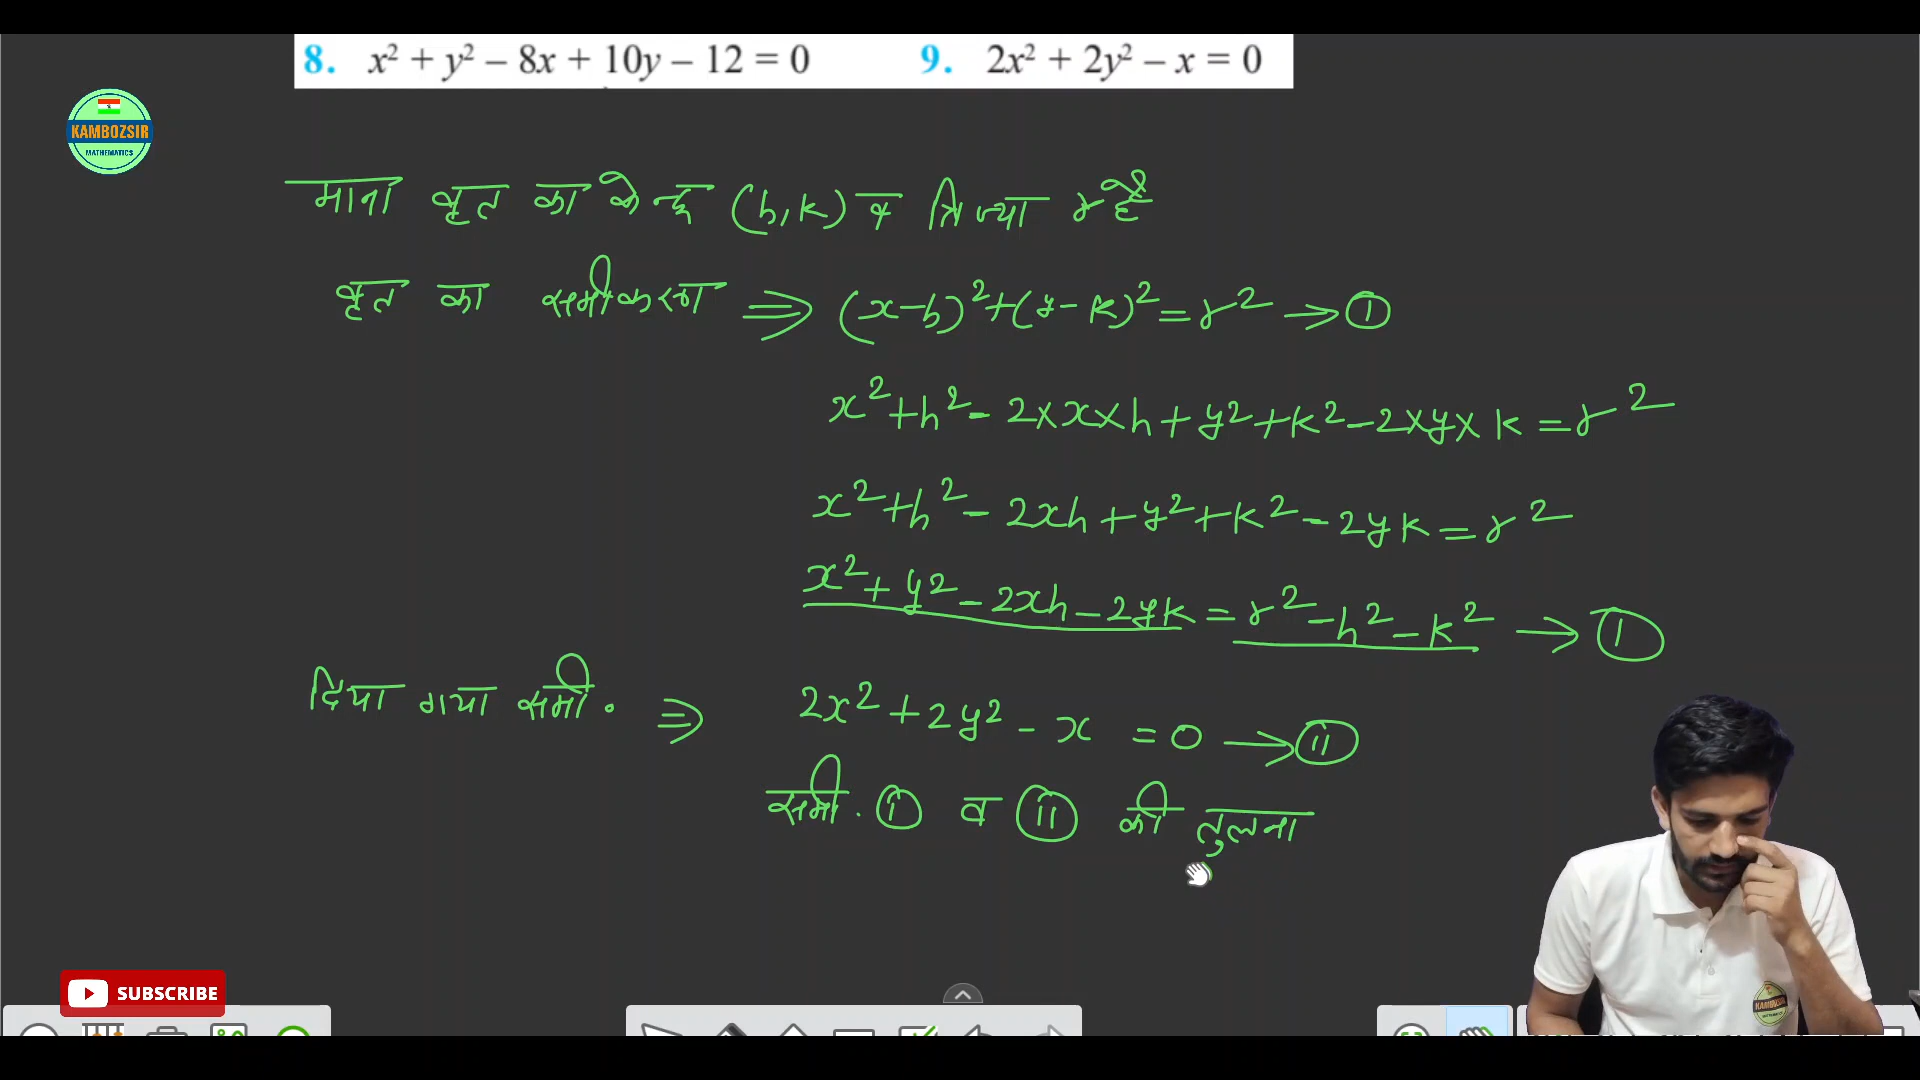 8. x² + y² – 8x + 10y – 12 = 0 9. 2x² + 2y² – x = 0
KAMBOZSIR
MATHEMATICS
माना वृत का केन्द्र (h,k) व त्रिज्या r है
वृत का समीकरण ⇒ (x-h)²+(y-k)²=r² → ①
x²+h²-2×x×h+y²+k²-2×y×k=r²
x²+h²-2xh+y²+k²-2yk=r²
x²+y²-2xh-2yk=r²-h²-k² → ①
दिया गया समी. ⇒ 2x²+2y²-x=0 → ⑪
समी. ① व ⑪ की तुलना
KAMBOZSIR
SUBSCRIBE